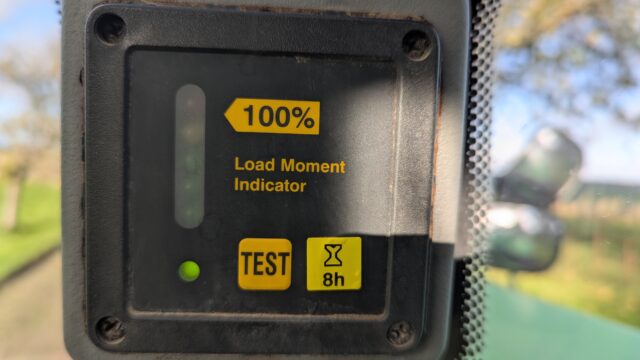 100%
Load Moment
Indicator
TEST
8h